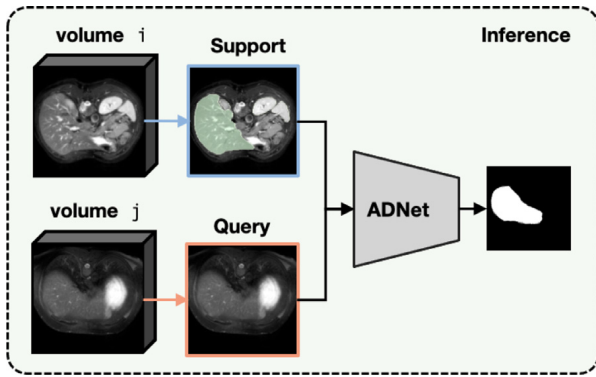 volume i
Support
Inference
volume j
Query
ADNet